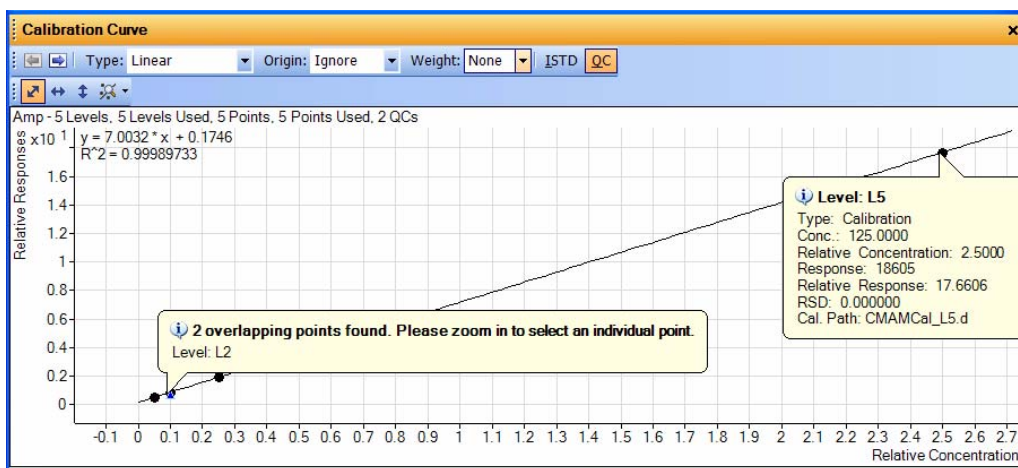 Calibration Curve
Type: Linear Origin: Ignore Weight: None ISTD QC
Amp - 5 Levels, 5 Levels Used, 5 Points, 5 Points Used, 2 QCs
Relative Responses
x10 1
y = 7.0032 * x + 0.1746
R^2 = 0.99989733
1.6
1.4
1.2
1
0.8
0.6
0.4
0.2
0
Level: L5
Type: Calibration
Conc.: 125.0000
Relative Concentration: 2.5000
Response: 18605
Relative Response: 17.6606
RSD: 0.000000
Cal. Path: CMAMCal_L5.d
2 overlapping points found. Please zoom in to select an individual point.
Level: L2
-0.1 0 0.1 0.2 0.3 0.4 0.5 0.6 0.7 0.8 0.9 1 1.1 1.2 1.3 1.4 1.5 1.6 1.7 1.8 1.9 2 2.1 2.2 2.3 2.4 2.5 2.6 2.7
Relative Concentration